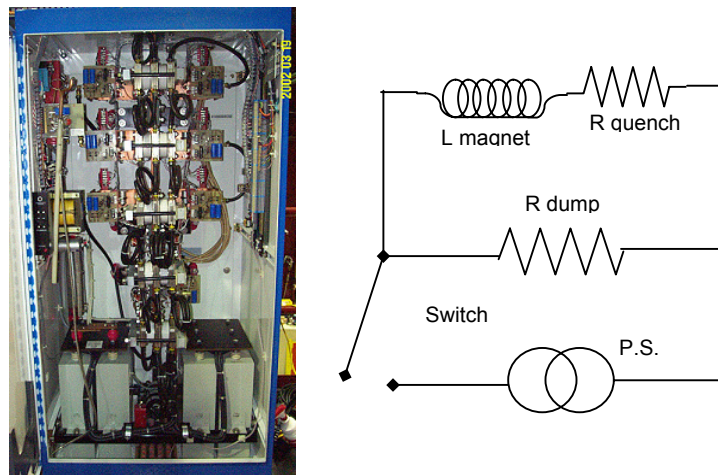 2002 03 19
L magnet
R quench
R dump
Switch
P.S.